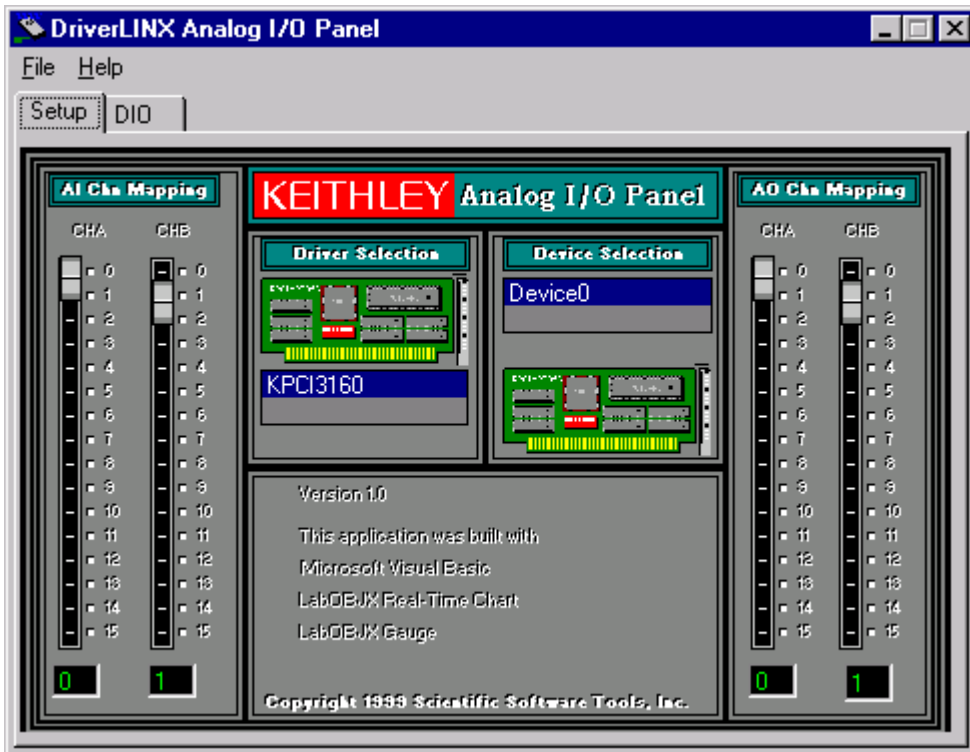 DriverLINX Analog I/O Panel
File Help
Setup DIO
AI Chn Mapping
CHA CHB
0 0
1 1
2 2
3 3
4 4
5 5
6 6
7 7
8 8
9 9
10 10
11 11
12 12
13 13
14 14
15 15
0 1
KEITHLEY Analog I/O Panel
Driver Selection
KPCI3160
Device Selection
Device0
Version 1.0
This application was built with
Microsoft Visual Basic
LabOBJX Real-Time Chart
LabOBJX Gauge
Copyright 1999 Scientific Software Tools, Inc.
AO Chn Mapping
CHA CHB
0 0
1 1
2 2
3 3
4 4
5 5
6 6
7 7
8 8
9 9
10 10
11 11
12 12
13 13
14 14
15 15
0 1